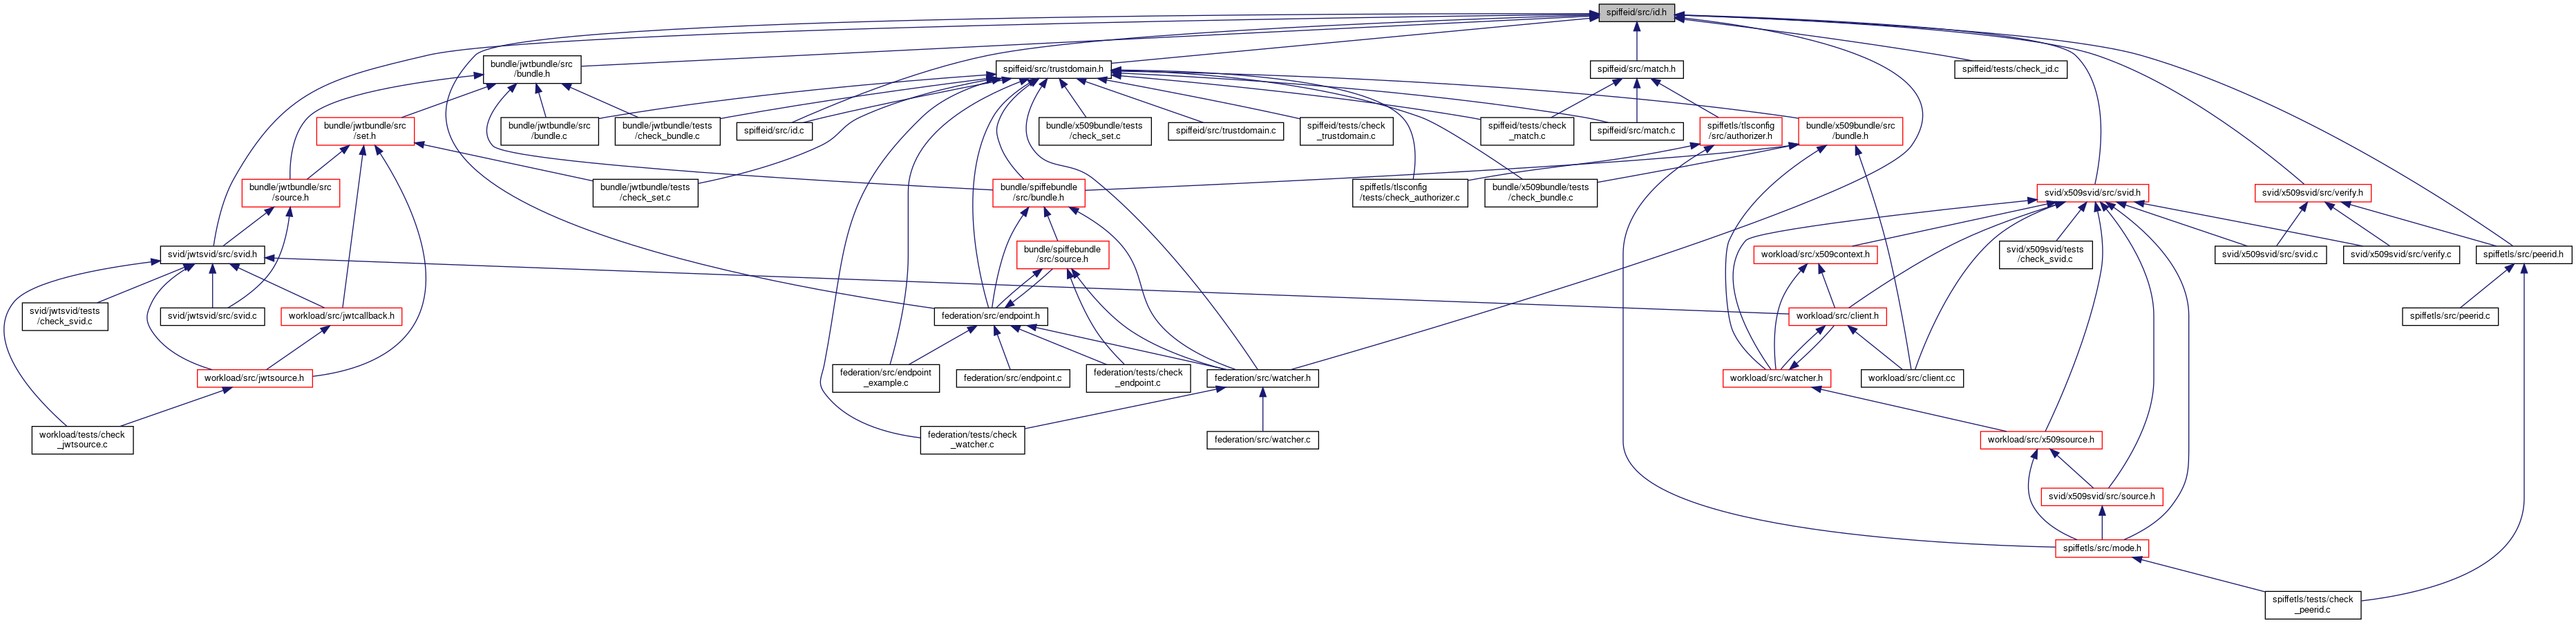 spiffeid/src/id.h
bundle/jwtbundle/src
/bundle.h
spiffeid/src/trustdomain.h
spiffeid/src/match.h
spiffeid/tests/check_id.c
bundle/jwtbundle/src
/set.h
bundle/jwtbundle/src
/bundle.c
bundle/jwtbundle/tests
/check_bundle.c
spiffeid/src/id.c
bundle/x509bundle/tests
/check_set.c
spiffeid/src/trustdomain.c
spiffeid/tests/check
_trustdomain.c
spiffeid/tests/check
_match.c
spiffeid/src/match.c
spiffetls/tlsconfig
/src/authorizer.h
bundle/x509bundle/src
/bundle.h
bundle/jwtbundle/src
/source.h
bundle/jwtbundle/tests
/check_set.c
bundle/spiffebundle
/src/bundle.h
spiffetls/tlsconfig
/tests/check_authorizer.c
bundle/x509bundle/tests
/check_bundle.c
svid/x509svid/src/svid.h
svid/x509svid/src/verify.h
svid/jwtsvid/src/svid.h
bundle/spiffebundle
/src/source.h
workload/src/x509context.h
svid/x509svid/tests
/check_svid.c
svid/x509svid/src/svid.c
svid/x509svid/src/verify.c
spiffetls/src/peerid.h
svid/jwtsvid/tests
/check_svid.c
svid/jwtsvid/src/svid.c
workload/src/jwtcallback.h
federation/src/endpoint.h
workload/src/client.h
spiffetls/src/peerid.c
workload/src/jwtsource.h
federation/src/endpoint
_example.c
federation/src/endpoint.c
federation/tests/check
_endpoint.c
federation/src/watcher.h
workload/src/watcher.h
workload/src/client.cc
workload/tests/check
_jwtsource.c
federation/tests/check
_watcher.c
federation/src/watcher.c
workload/src/x509source.h
svid/x509svid/src/source.h
spiffetls/src/mode.h
spiffetls/tests/check
_peerid.c